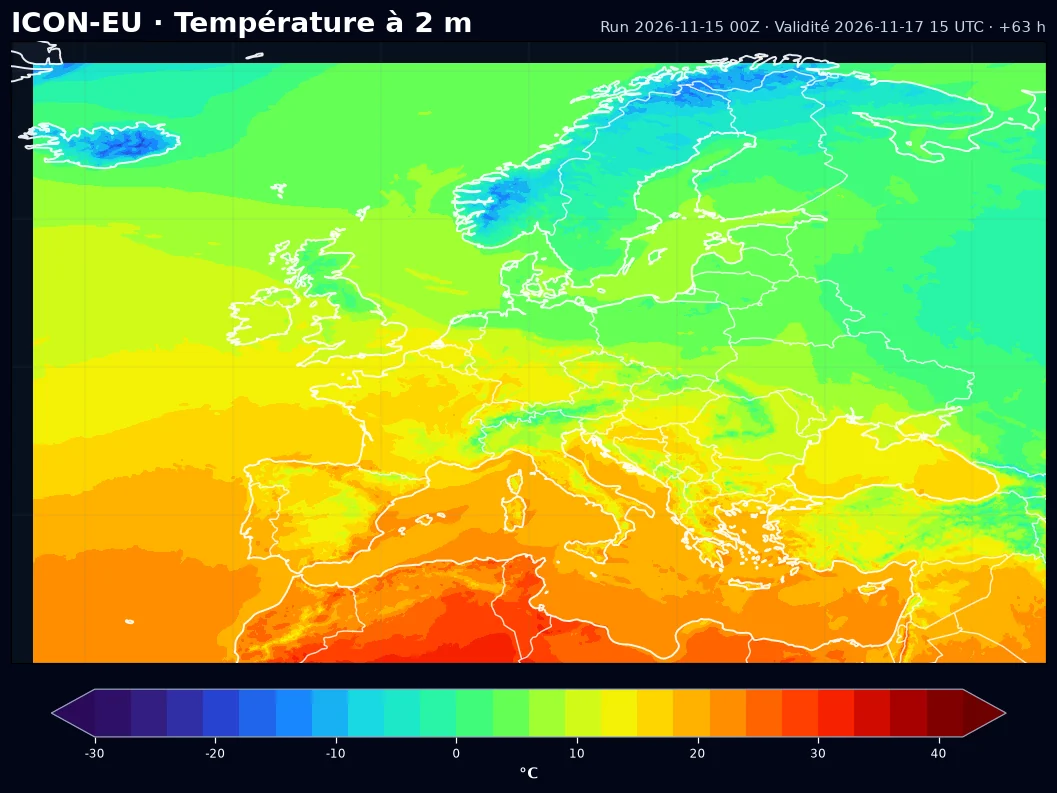 ICON-EU · Température à 2 m
Run 2026-11-15 00Z · Validité 2026-11-17 15 UTC · +63 h
-30 -20 -10 0 10 20 30 40
°C